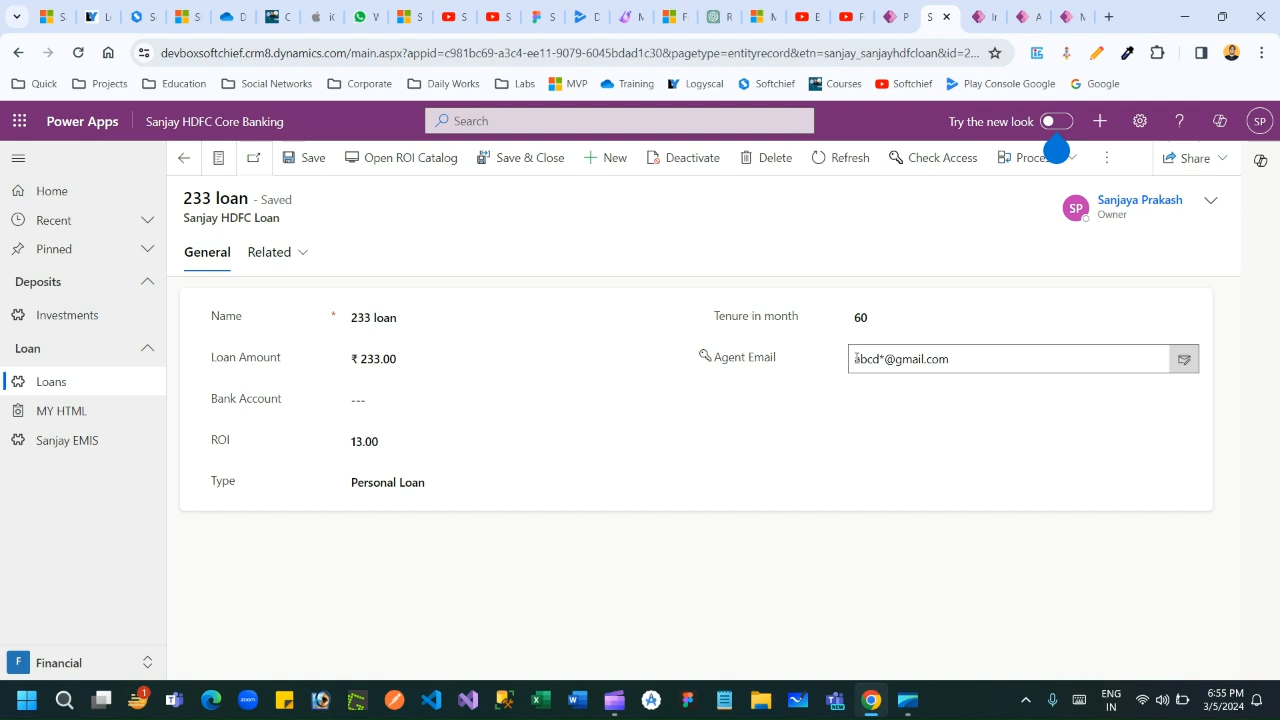 S
Lo
S
S
D
C
iC
W
S
S
S
S
D
M
F
R
M
E
F
P
S
In
A
M
devboxsoftchief.crm8.dynamics.com/main.aspx?appid=c981bc69-a3c4-ee11-9079-6045bdad1c30&pagetype=entityrecord&etn=sanjay_sanjayhdfcloan&id=2...
Quick
Projects
Education
Social Networks
Corporate
Daily Works
Labs
MVP
Training
Logyscal
Softchief
Courses
Softchief
Play Console Google
Google
Power Apps
Sanjay HDFC Core Banking
Search
Try the new look
SP
Save
Open ROI Catalog
Save & Close
New
Deactivate
Delete
Refresh
Check Access
Share
Home
Recent
Pinned
Deposits
Investments
Loan
Loans
MY HTML
Sanjay EMIS
F Financial
233 loan - Saved
Sanjay HDFC Loan
SP
Sanjaya Prakash
Owner
General
Related
Name * 233 loan
Loan Amount ₹ 233.00
Bank Account ---
ROI 13.00
Type Personal Loan
Tenure in month 60
Agent Email abcd*@gmail.com
1
zoom
ENG
IN
6:55 PM
3/5/2024